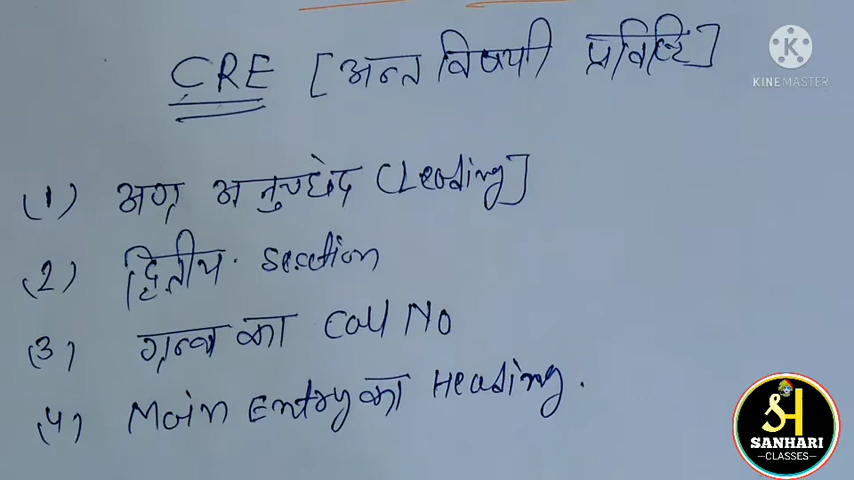 CRE [अन्त विषयी प्रविष्टि]
KINEMASTER
(1) अग्र अनुच्छेद (Leading]
(2) द्वितीय. Section
(3) ग्रन्थ का Call No
(4) Main Entry का Heading.
SH
SANHARI
-CLASSES-